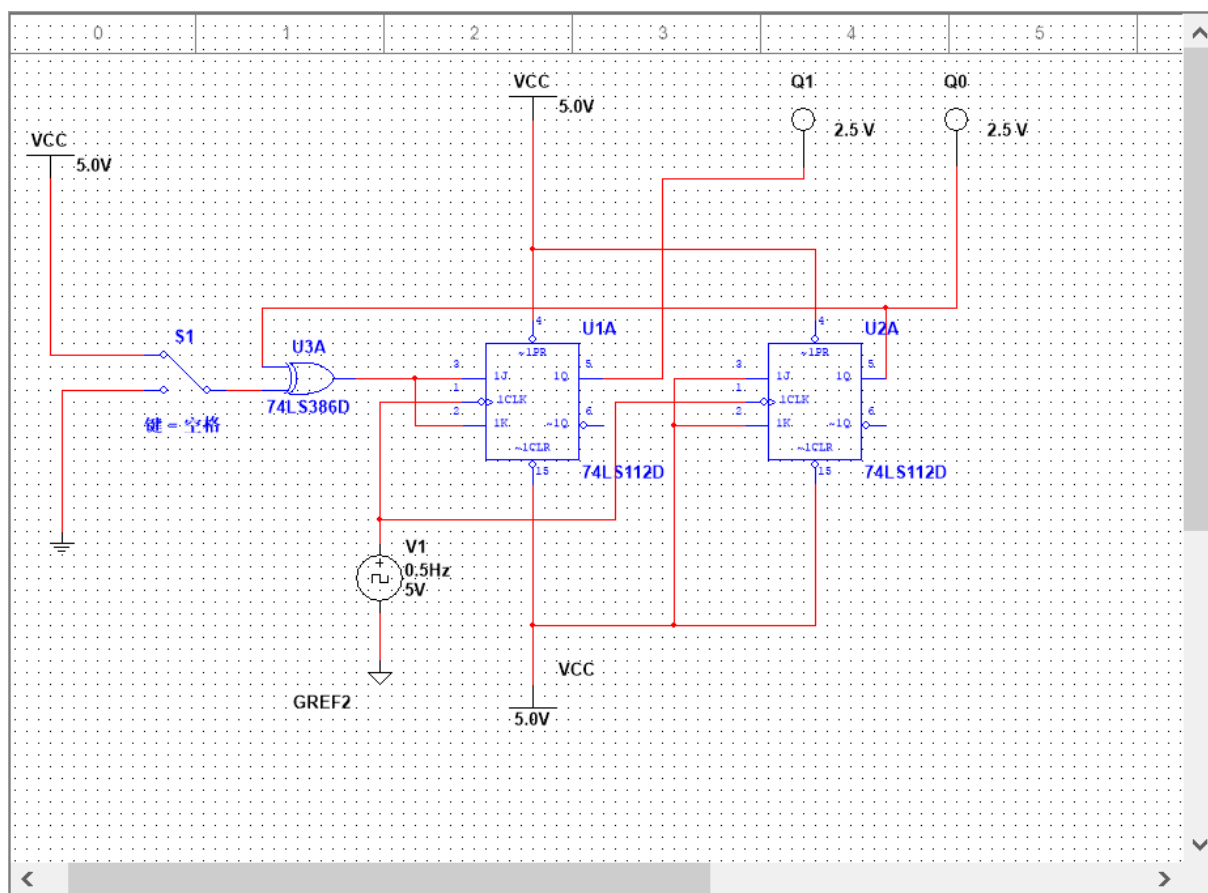 0 1 2 3 4 5
VCC
5.0V
Q1
2.5 V
Q0
2.5 V
VCC
5.0V
S1
键 = 空格
U3A
74LS386D
4
U1A
~1PR
3
1J
1Q
5
1
1CLK
2
1K
~1Q
6
~1CLR
15
74LS112D
4
U2A
~1PR
3
1J
1Q
5
1
1CLK
2
1K
~1Q
6
~1CLR
15
74LS112D
V1
0.5Hz
5V
GREF2
VCC
5.0V